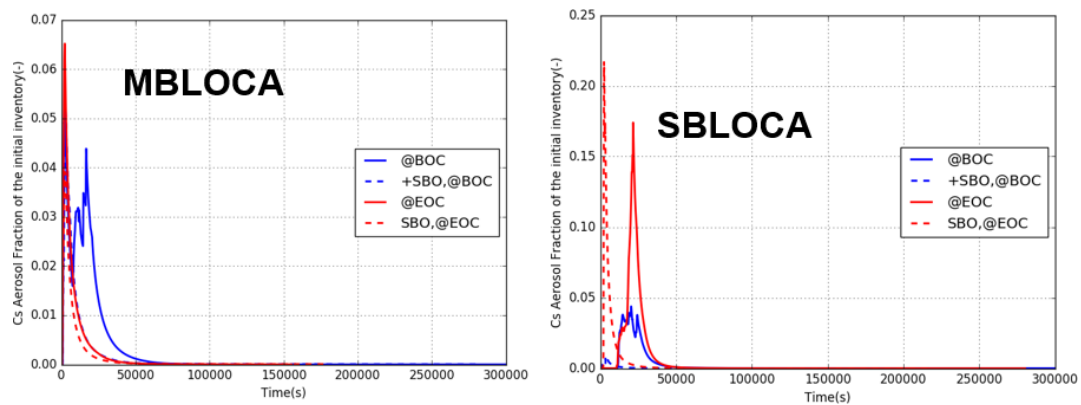 0.07
0.06
0.05
0.04
0.03
0.02
0.01
0.00
Cs Aerosol Fraction of the initial inventory(-)
MBLOCA
@BOC
+SBO,@BOC
@EOC
SBO,@EOC
0
50000
100000
150000
200000
250000
300000
Time(s)
0.25
0.20
0.15
0.10
0.05
0.00
Cs Aerosol Fraction of the initial inventory(-)
SBLOCA
@BOC
+SBO,@BOC
@EOC
SBO,@EOC
0
50000
100000
150000
200000
250000
300000
Time(s)